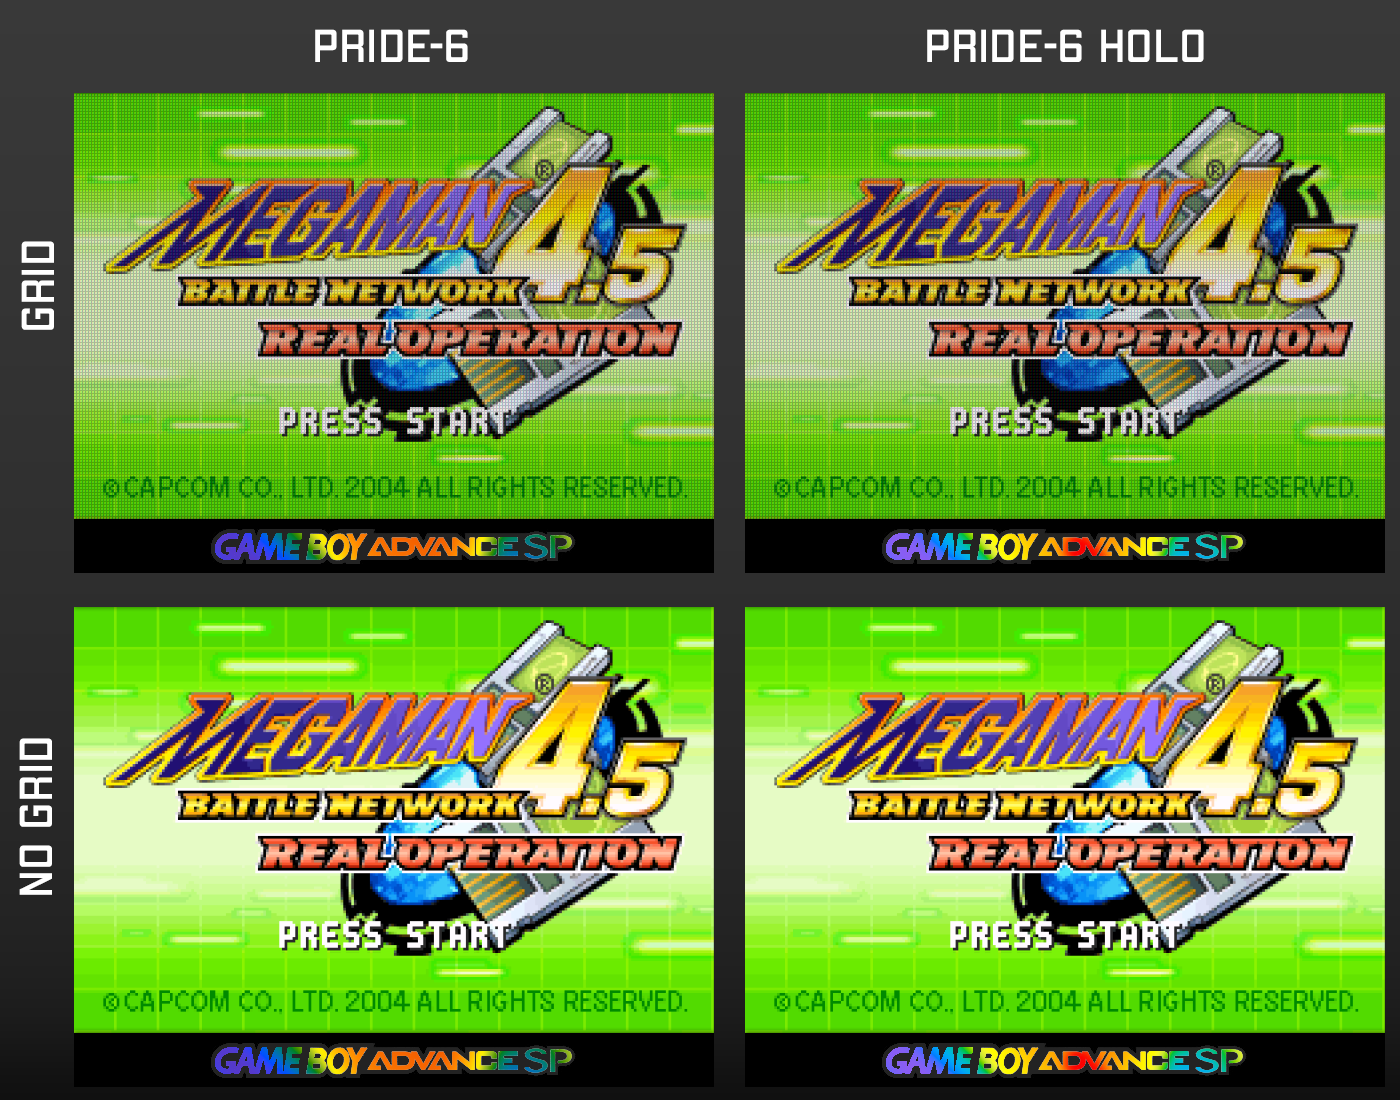 PRIDE-6
PRIDE-6 HOLO
GRID
MEGAMAN® 4.5
BATTLE NETWORK
REAL OPERATION
PRESS START
©CAPCOM CO., LTD. 2004 ALL RIGHTS RESERVED.
GAME BOY ADVANCE SP
MEGAMAN® 4.5
BATTLE NETWORK
REAL OPERATION
PRESS START
©CAPCOM CO., LTD. 2004 ALL RIGHTS RESERVED.
GAME BOY ADVANCE SP
NO GRID
MEGAMAN® 4.5
BATTLE NETWORK
REAL OPERATION
PRESS START
©CAPCOM CO., LTD. 2004 ALL RIGHTS RESERVED.
GAME BOY ADVANCE SP
MEGAMAN® 4.5
BATTLE NETWORK
REAL OPERATION
PRESS START
©CAPCOM CO., LTD. 2004 ALL RIGHTS RESERVED.
GAME BOY ADVANCE SP